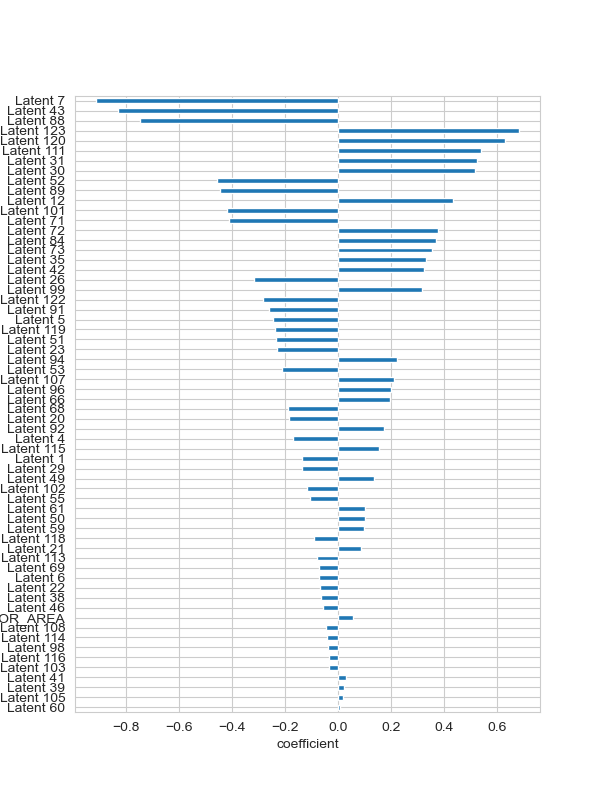 Latent 7
Latent 43
Latent 88
Latent 123
Latent 120
Latent 111
Latent 31
Latent 30
Latent 52
Latent 89
Latent 12
Latent 101
Latent 71
Latent 72
Latent 84
Latent 73
Latent 35
Latent 42
Latent 26
Latent 99
Latent 122
Latent 91
Latent 5
Latent 119
Latent 51
Latent 23
Latent 94
Latent 53
Latent 107
Latent 96
Latent 66
Latent 68
Latent 20
Latent 92
Latent 4
Latent 115
Latent 1
Latent 29
Latent 49
Latent 102
Latent 55
Latent 61
Latent 50
Latent 59
Latent 118
Latent 21
Latent 113
Latent 69
Latent 6
Latent 22
Latent 38
Latent 46
OR_AREA
Latent 108
Latent 114
Latent 98
Latent 116
Latent 103
Latent 41
Latent 39
Latent 105
Latent 60
−0.8 −0.6 −0.4 −0.2 0.0 0.2 0.4 0.6
coefficient